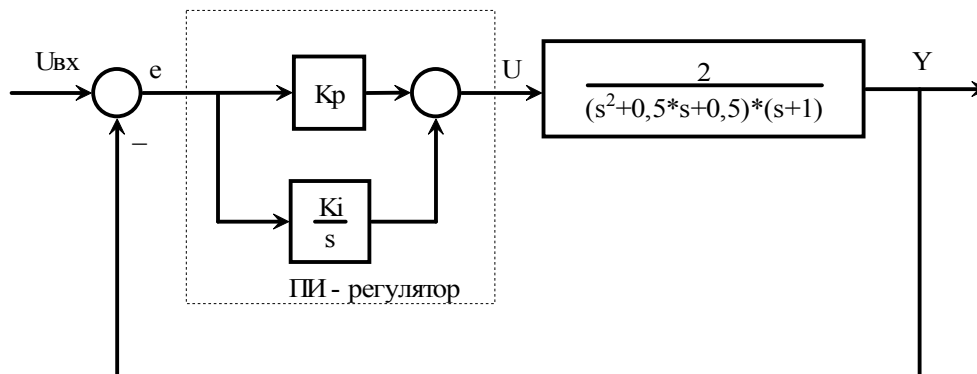 Uвх
e
Kp
U
2
(s²+0,5*s+0,5)*(s+1)
Y
–
Ki
s
ПИ - регулятор